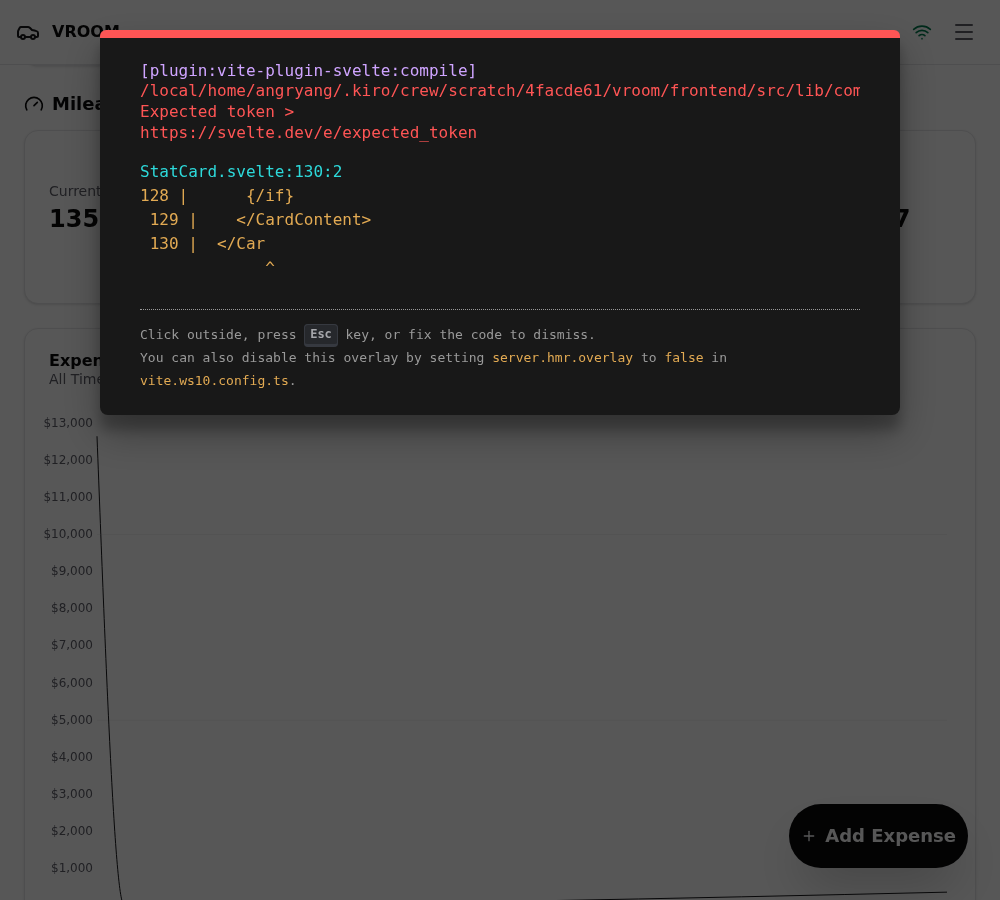 VROOM
[plugin:vite-plugin-svelte:compile]
/local/home/angryang/.kiro/crew/scratch/4facde61/vroom/frontend/src/lib/com
Expected token >
https://svelte.dev/e/expected_token
StatCard.svelte:130:2
128 |      {/if}
129 |    </CardContent>
130 |  </Car
^
Click outside, press Esc key, or fix the code to dismiss.
You can also disable this overlay by setting server.hmr.overlay to false in
vite.ws10.config.ts.
Milea
Current
135
7
Exper
All Time
$13,000
$12,000
$11,000
$10,000
$9,000
$8,000
$7,000
$6,000
$5,000
$4,000
$3,000
$2,000
$1,000
+ Add Expense